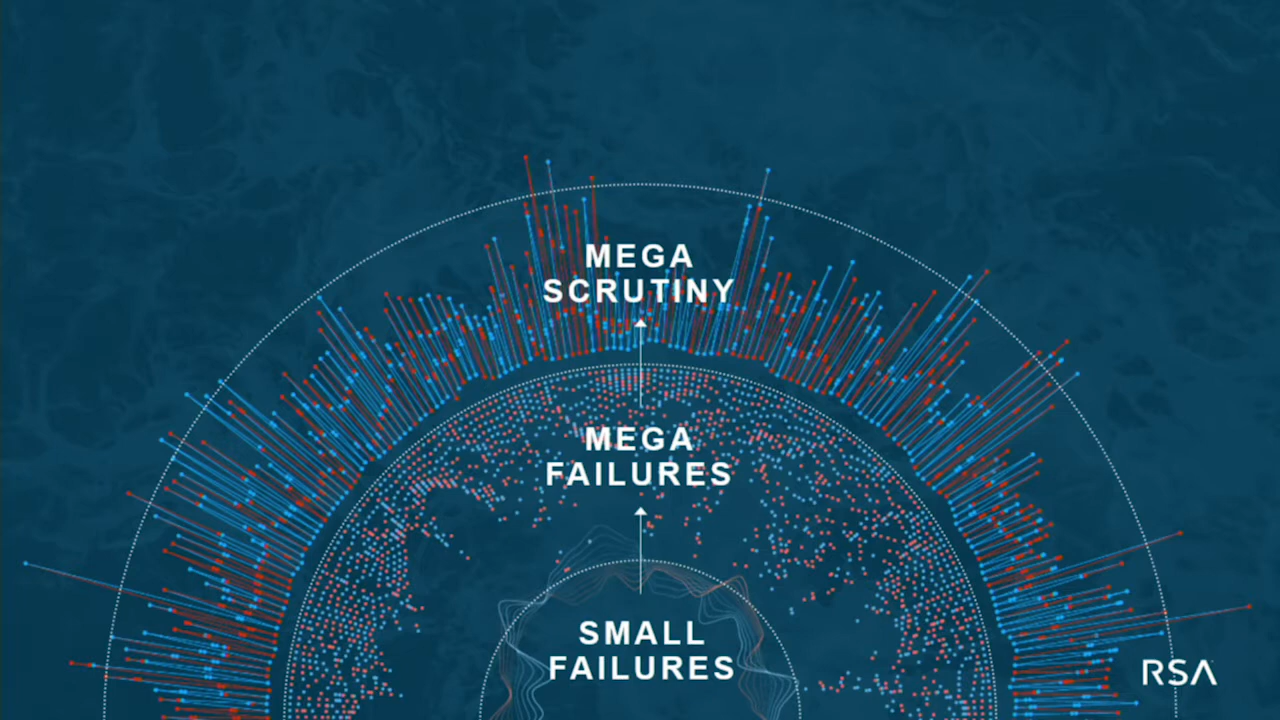 MEGA
SCRUTINY
MEGA
FAILURES
SMALL
FAILURES
RSA